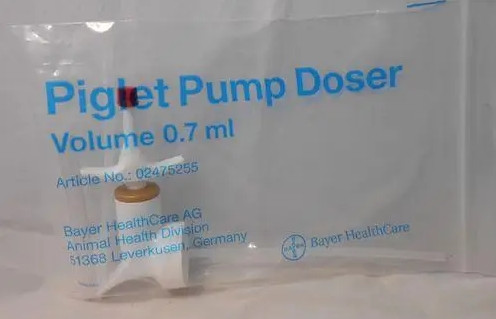 Piglet Pump Doser
Volume 0.7 ml
Article No.: 02475255
Bayer HealthCare AG
Animal Health Division
51368 Leverkusen, Germany
Bayer HealthCare